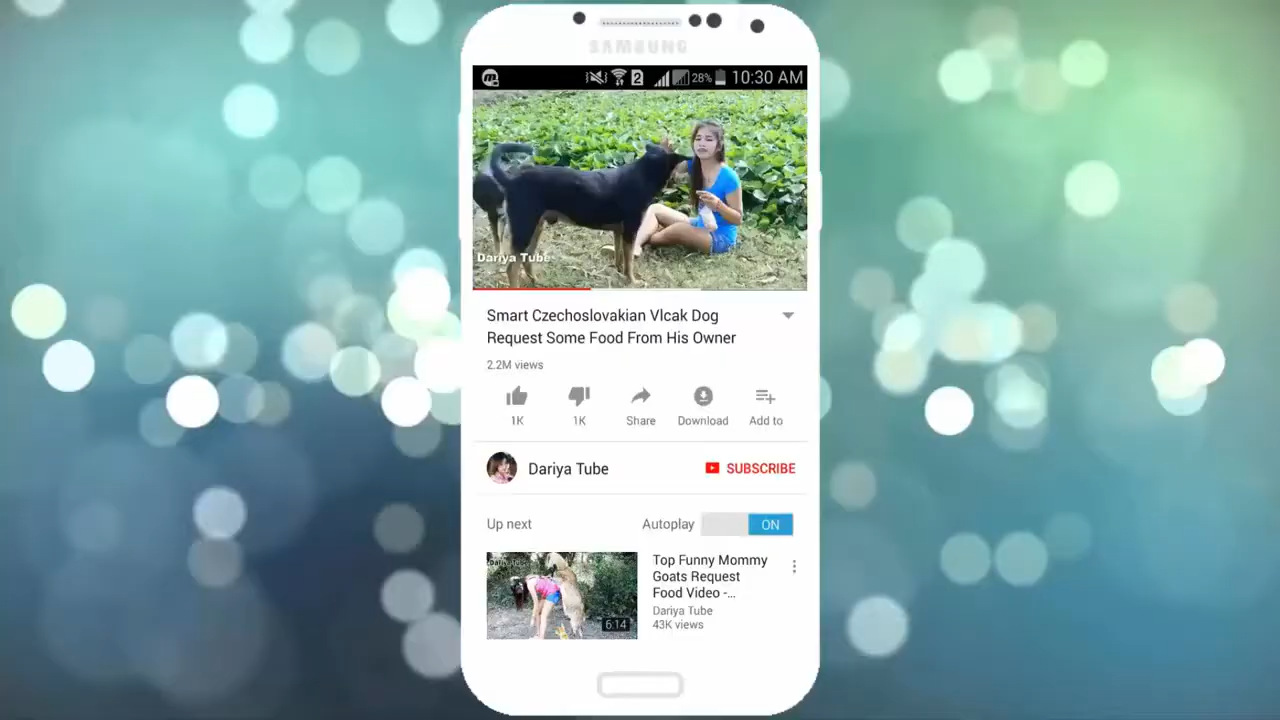 SAMSUNG
2 28% 10:30 AM
Dariya Tube
Smart Czechoslovakian Vlcak Dog
Request Some Food From His Owner
2.2M views
1K 1K Share Download Add to
Dariya Tube SUBSCRIBE
Up next Autoplay ON
Top Funny Mommy
Goats Request
Food Video -...
Dariya Tube
43K views
6:14